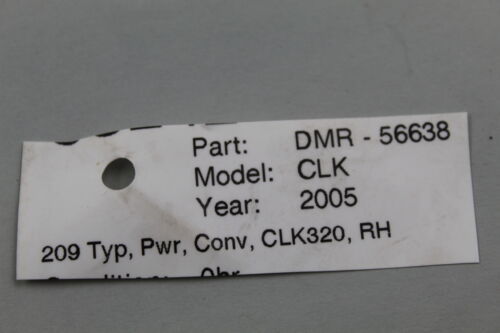 Part: DMR - 56638
Model: CLK
Year: 2005
209 Typ, Pwr, Conv, CLK320, RH